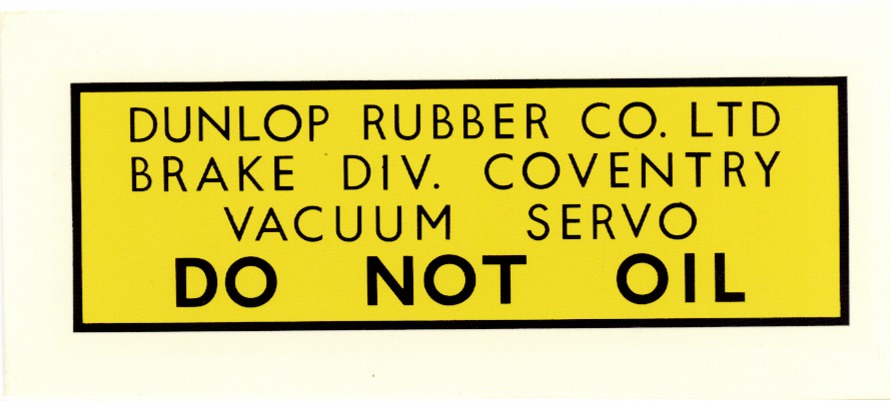 DUNLOP RUBBER CO. LTD
BRAKE DIV. COVENTRY
VACUUM SERVO
DO NOT OIL